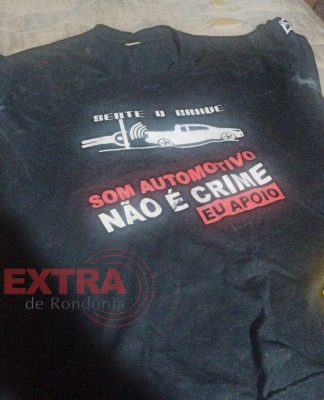 SENTE O GRAVE
SOM AUTOMOTIVO
NÃO É CRIME
EU APOIO
EXTRA
de Rondônia